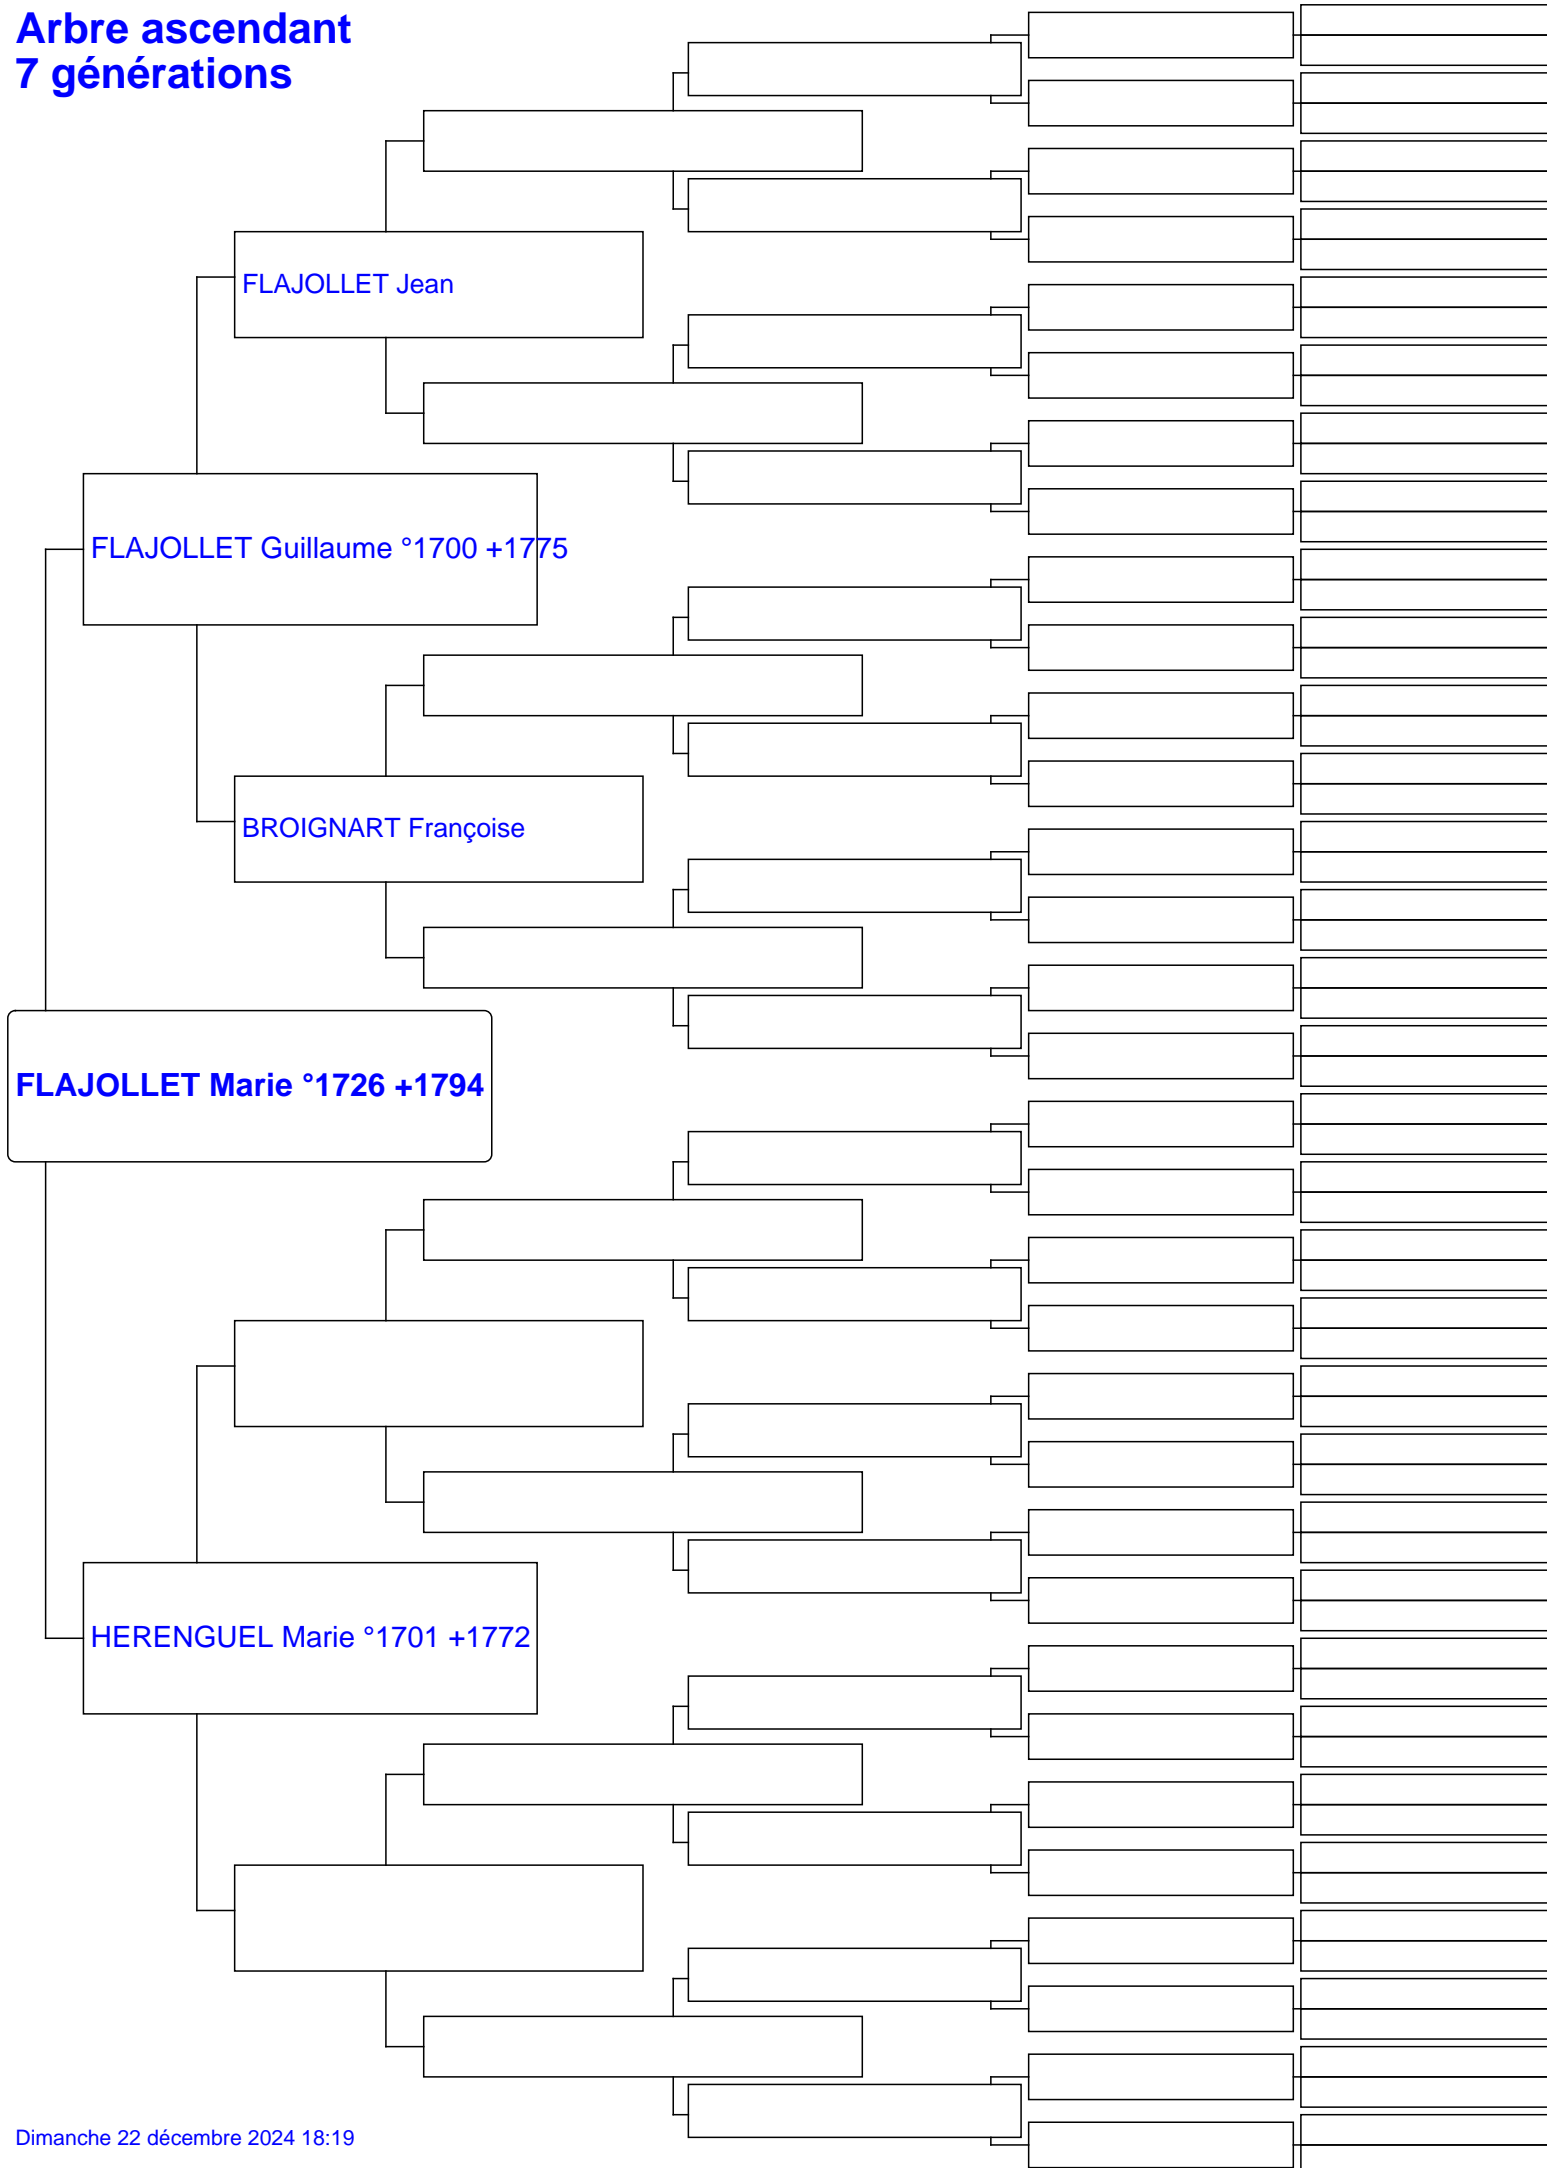 Arbre ascendant
7 générations
FLAJOLLET Jean
FLAJOLLET Guillaume °1700 +1775
BROIGNART Françoise
FLAJOLLET Marie °1726 +1794
HERENGUEL Marie °1701 +1772
Dimanche 22 décembre 2024 18:19